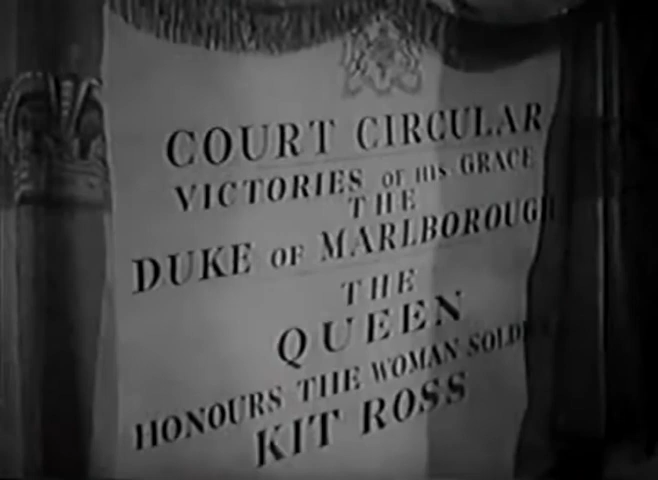 COURT CIRCULAR
VICTORIES OF HIS GRACE
THE
DUKE OF MARLBOROUGH
THE
QUEEN
HONOURS THE WOMAN
KIT ROSS